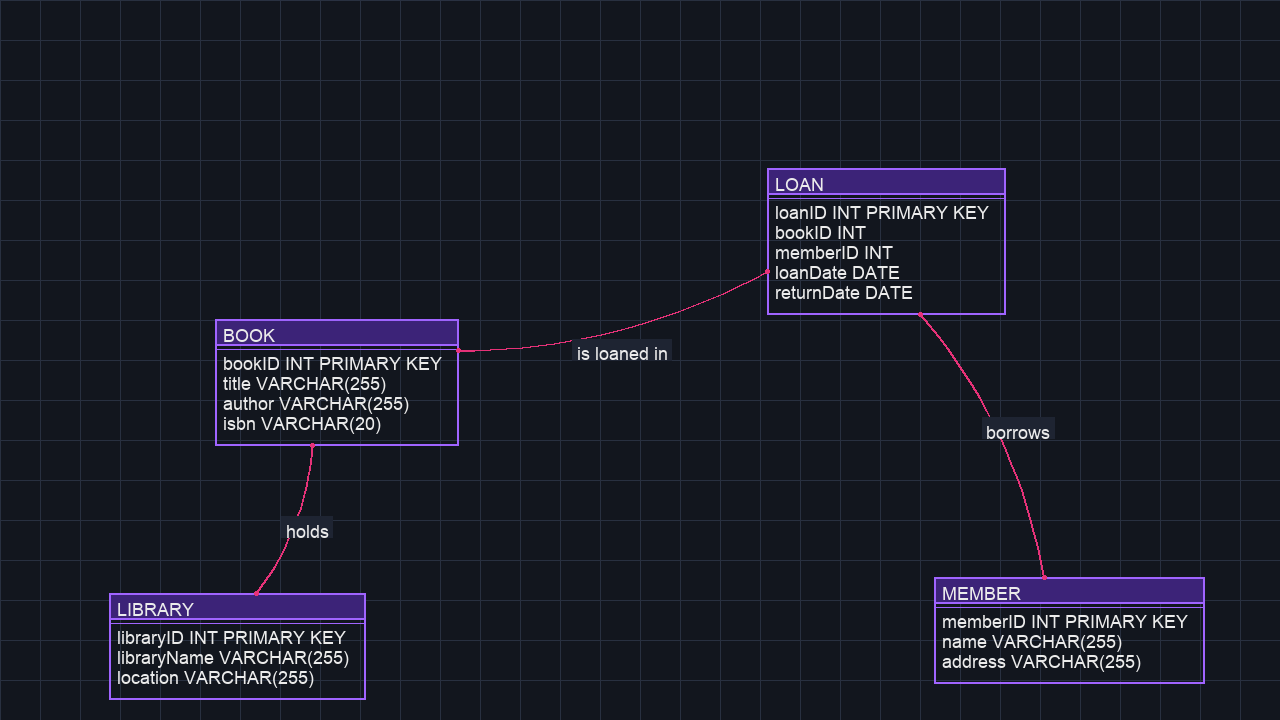 LOAN
loanID INT PRIMARY KEY
bookID INT
memberID INT
loanDate DATE
returnDate DATE
BOOK
bookID INT PRIMARY KEY
title VARCHAR(255)
author VARCHAR(255)
isbn VARCHAR(20)
is loaned in
borrows
holds
LIBRARY
libraryID INT PRIMARY KEY
libraryName VARCHAR(255)
location VARCHAR(255)
MEMBER
memberID INT PRIMARY KEY
name VARCHAR(255)
address VARCHAR(255)